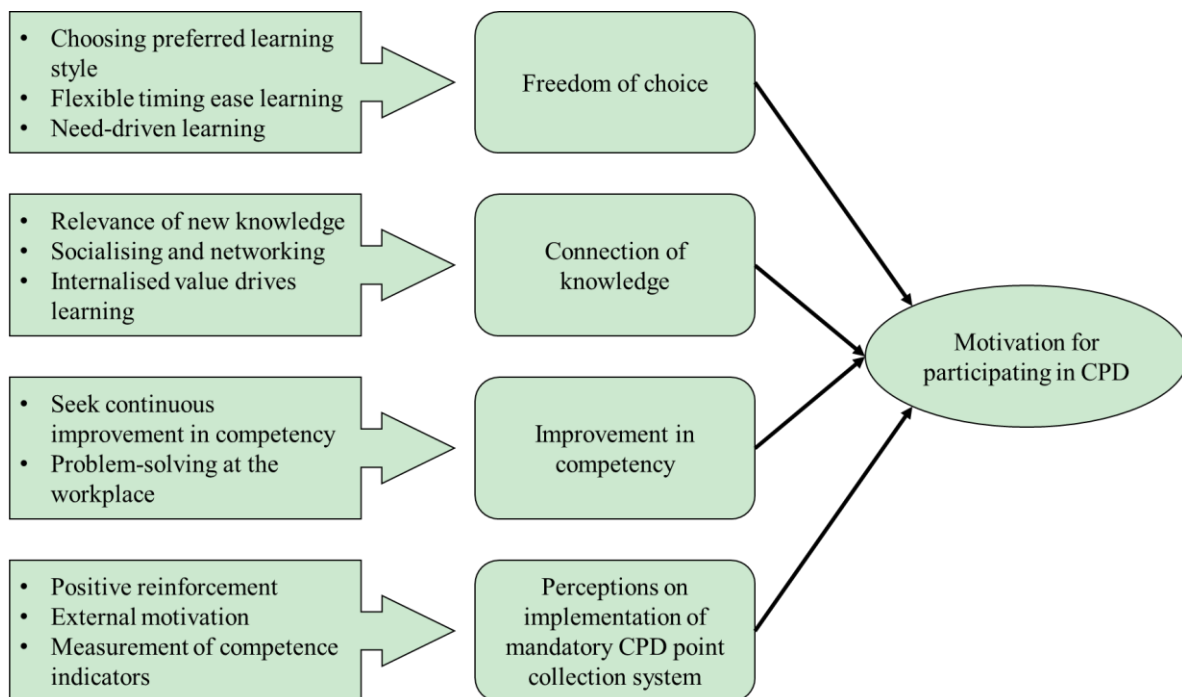 • Choosing preferred learning
style
• Flexible timing ease learning
• Need-driven learning
Freedom of choice
• Relevance of new knowledge
• Socialising and networking
• Internalised value drives
learning
Connection of
knowledge
• Seek continuous
improvement in competency
• Problem-solving at the
workplace
Improvement in
competency
• Positive reinforcement
• External motivation
• Measurement of competence
indicators
Perceptions on
implementation of
mandatory CPD point
collection system
Motivation for
participating in CPD